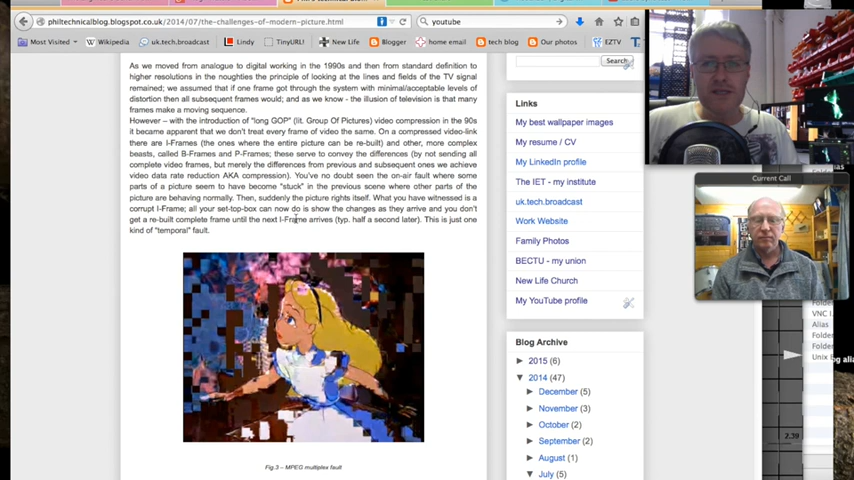 philtechnicalblog.blogspot.co.uk/2014/07/the-challenges-of-modern-picture.html
youtube
Most Visited
Wikipedia
uk.tech.broadcast
Lindy
TinyURL!
New Life
Blogger
home email
tech blog
Our photos
EZTV
As we moved from analogue to digital working in the 1990s and then from standard definition to
higher resolutions in the noughties the principle of looking at the lines and fields of the TV signal
remained; we assumed that if one frame got through the system with minimal/acceptable levels of
distortion then all subsequent frames would; and as we know - the illusion of television is that many
frames make a moving sequence.
However – with the introduction of "long GOP" (lit. Group Of Pictures) video compression in the 90s
it became apparent that we don't treat every frame of video the same. On a compressed video-link
there are I-Frames (the ones where the entire picture can be re-built) and other, more complex
beasts, called B-Frames and P-Frames; these serve to convey the differences (by not sending all
complete video frames, but merely the differences from previous and subsequent ones we achieve
video data rate reduction AKA compression). You've no doubt seen the on-air fault where some
parts of a picture seem to have become "stuck" in the previous scene where other parts of the
picture are behaving normally. Then, suddenly the picture rights itself. What you have witnessed is a
corrupt I-Frame; all your set-top-box can now do is show the changes as they arrive and you don't
get a re-built complete frame until the next I-Frame arrives (typ. half a second later). This is just one
kind of "temporal" fault.
Fig.3 – MPEG multiplex fault
Search
Links
My best wallpaper images
My resume / CV
My LinkedIn profile
The IET - my institute
uk.tech.broadcast
Work Website
Family Photos
BECTU - my union
New Life Church
My YouTube profile
Blog Archive
► 2015 (6)
▼ 2014 (47)
► December (5)
► November (3)
► October (2)
► September (2)
► August (1)
▼ July (5)
Current Call
Folder
VNC I
Alias
Folder
Folder
Unix
alia
2.39